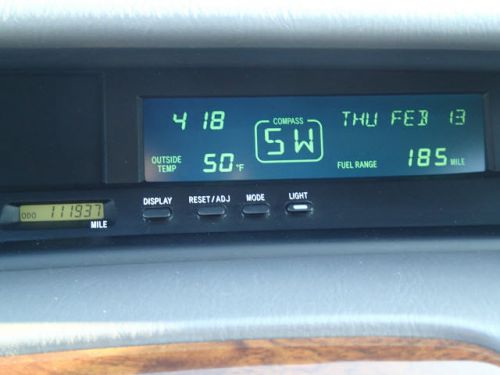 4 18 COMPASS THU FEB 13
SW
OUTSIDE TEMP 50°F FUEL RANGE 185 MILE
DISPLAY RESET/ADJ MODE LIGHT
ODO 111937
MILE